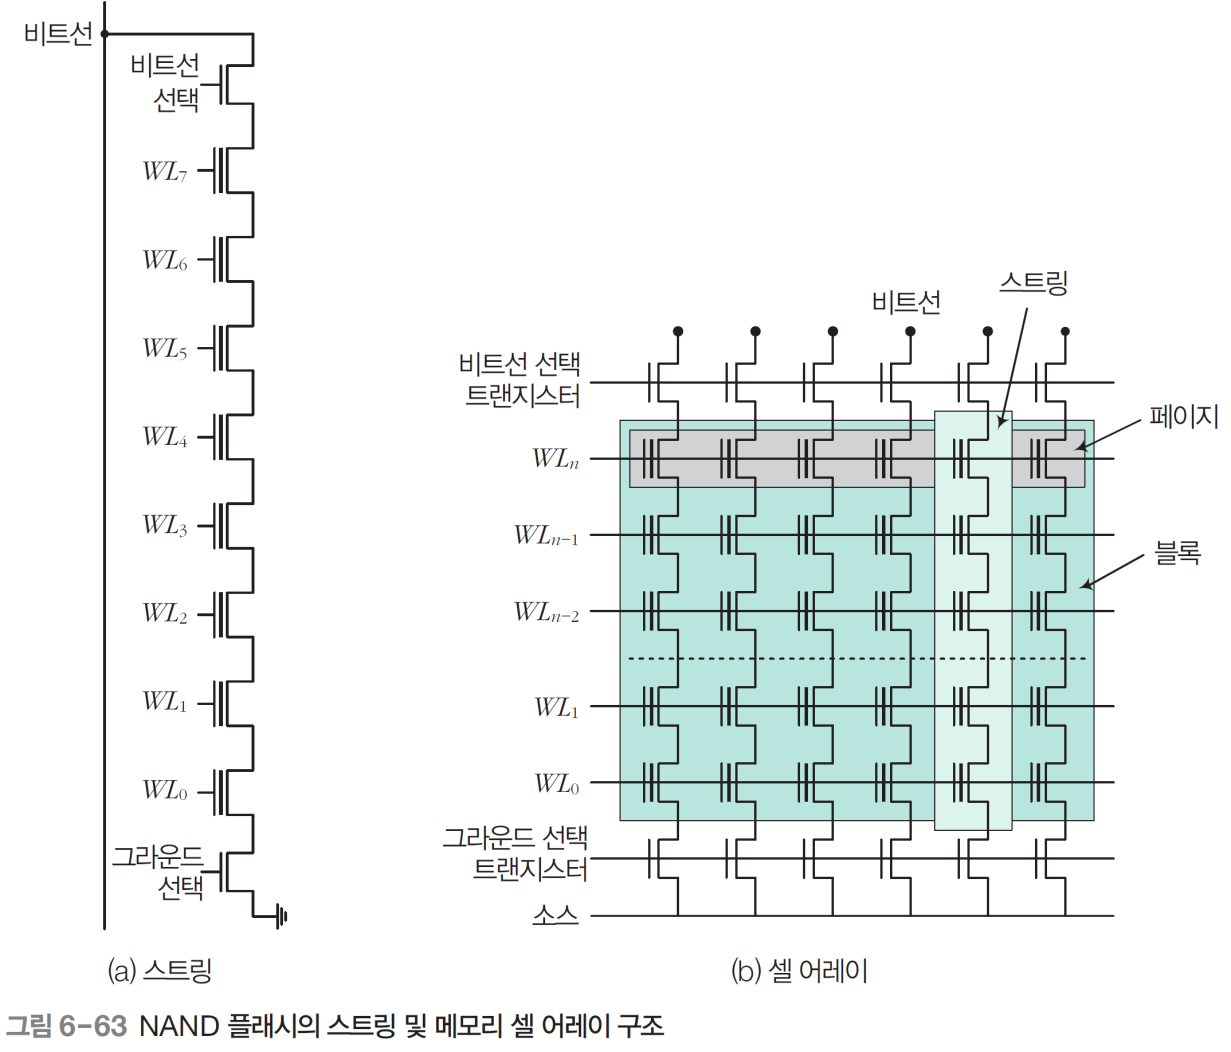 비트선
비트선
선택
WL7
WL6
WL5
WL4
WL3
WL2
WL1
WL0
그라운드
선택
(a) 스트링
스트링
비트선
비트선 선택
트랜지스터
페이지
WLn
WLn−1
블록
WLn−2
WL1
WL0
그라운드 선택
트랜지스터
소스
(b) 셀 어레이
그림 6-63 NAND 플래시의 스트링 및 메모리 셀 어레이 구조